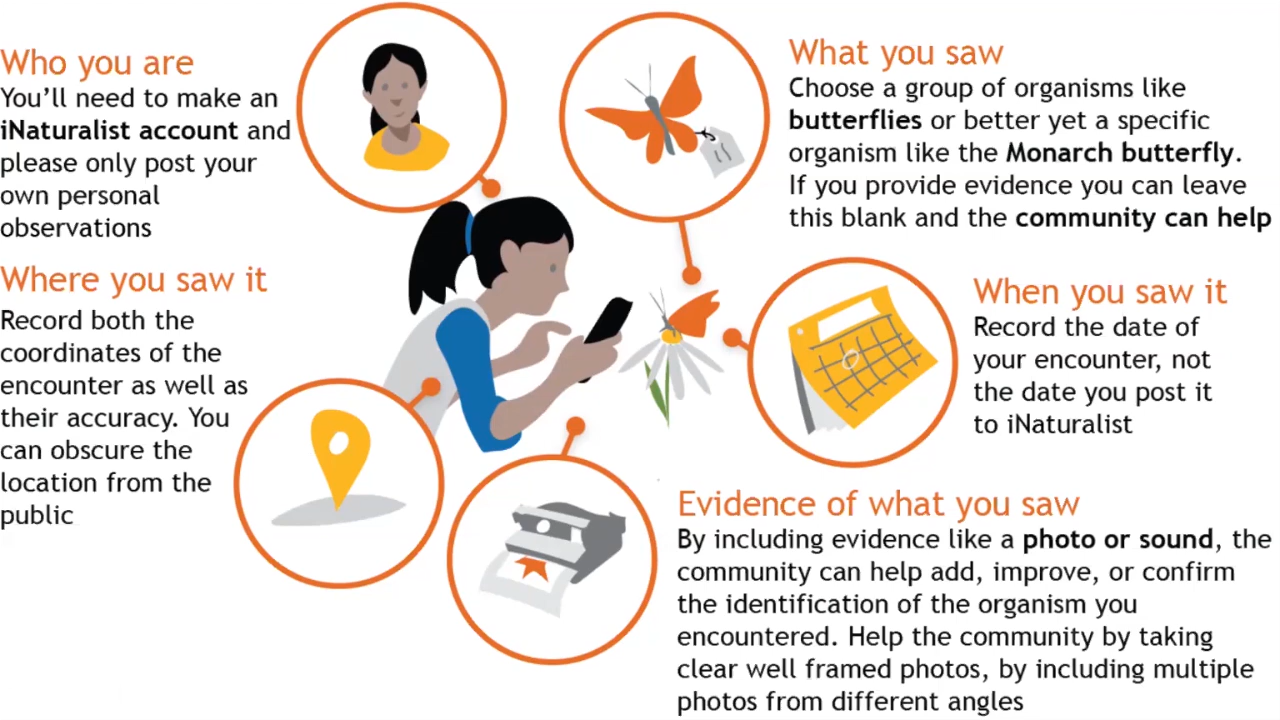 Who you are
You'll need to make an
iNaturalist account and
please only post your
own personal
observations
What you saw
Choose a group of organisms like
butterflies or better yet a specific
organism like the Monarch butterfly.
If you provide evidence you can leave
this blank and the community can help
Where you saw it
Record both the
coordinates of the
encounter as well as
their accuracy. You
can obscure the
location from the
public
When you saw it
Record the date of
your encounter, not
the date you post it
to iNaturalist
Evidence of what you saw
By including evidence like a photo or sound, the
community can help add, improve, or confirm
the identification of the organism you
encountered. Help the community by taking
clear well framed photos, by including multiple
photos from different angles